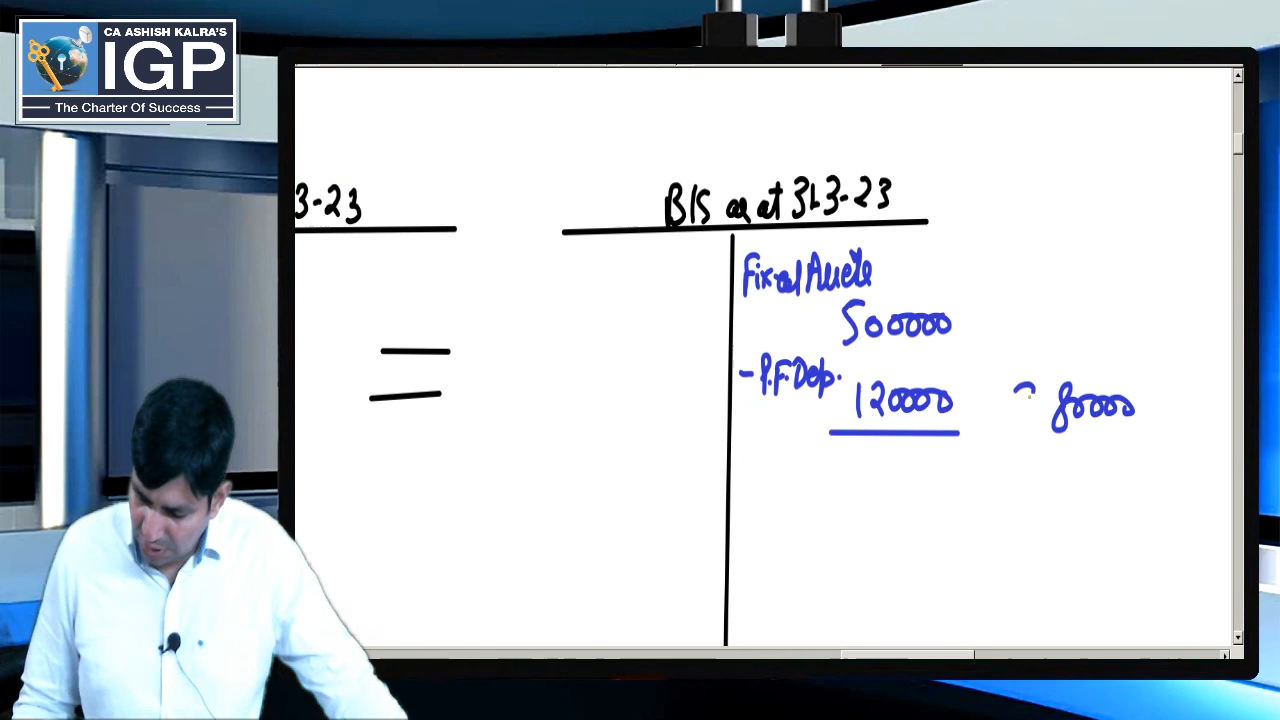 CA ASHISH KALRA'S
IGP
The Charter Of Success
3-23
B/S as at 31-3-23
Fixed Assets
500000
- P.F. Dep.
120000
80000